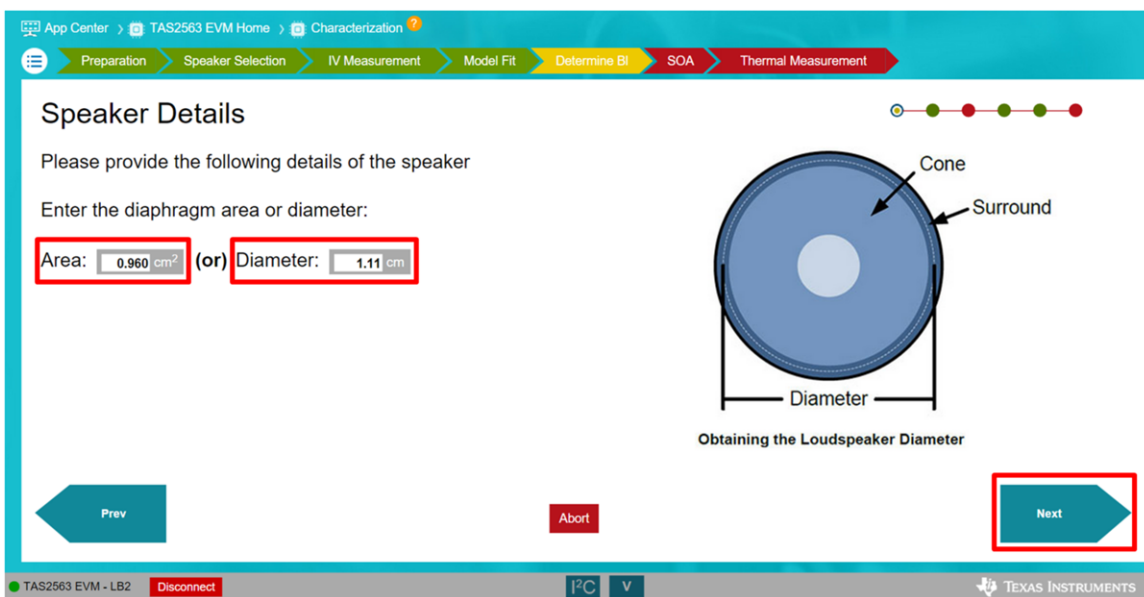 App Center > TAS2563 EVM Home > Characterization ?
Preparation Speaker Selection IV Measurement Model Fit Determine Bl SOA Thermal Measurement
Speaker Details
Please provide the following details of the speaker
Enter the diaphragm area or diameter:
Area: 0.960 cm² (or) Diameter: 1.11 cm
Cone
Surround
Diameter
Obtaining the Loudspeaker Diameter
Prev
Abort
Next
TAS2563 EVM - LB2 Disconnect I²C V TEXAS INSTRUMENTS